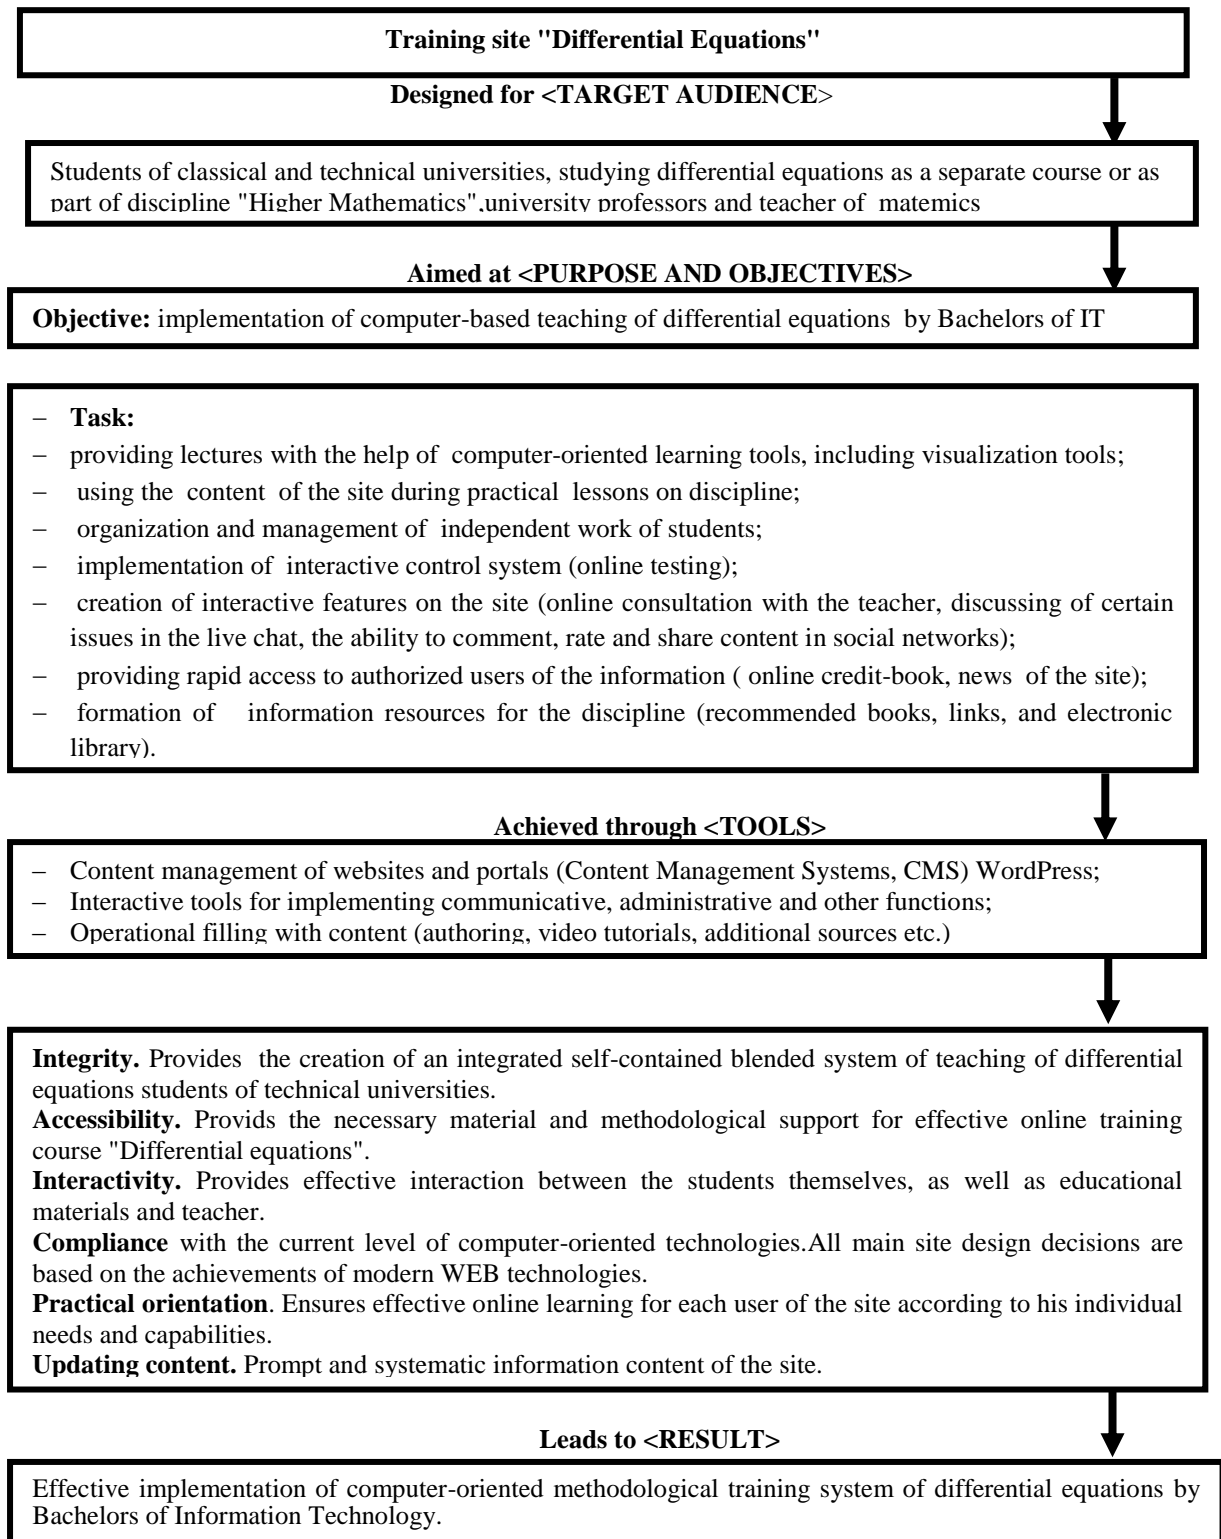 Training site "Differential Equations"
Designed for <TARGET AUDIENCE>
Students of classical and technical universities, studying differential equations as a separate course or as
part of discipline "Higher Mathematics",university professors and teacher of matemics
Aimed at <PURPOSE AND OBJECTIVES>
Objective: implementation of computer-based teaching of differential equations by Bachelors of IT
– Task:
– providing lectures with the help of computer-oriented learning tools, including visualization tools;
– using the content of the site during practical lessons on discipline;
– organization and management of independent work of students;
– implementation of interactive control system (online testing);
– creation of interactive features on the site (online consultation with the teacher, discussing of certain
issues in the live chat, the ability to comment, rate and share content in social networks);
– providing rapid access to authorized users of the information ( online credit-book, news of the site);
– formation of information resources for the discipline (recommended books, links, and electronic
library).
Achieved through <TOOLS>
– Content management of websites and portals (Content Management Systems, CMS) WordPress;
– Interactive tools for implementing communicative, administrative and other functions;
– Operational filling with content (authoring, video tutorials, additional sources etc.)
Integrity. Provides the creation of an integrated self-contained blended system of teaching of differential
equations students of technical universities.
Accessibility. Provids the necessary material and methodological support for effective online training
course "Differential equations".
Interactivity. Provides effective interaction between the students themselves, as well as educational
materials and teacher.
Compliance with the current level of computer-oriented technologies.All main site design decisions are
based on the achievements of modern WEB technologies.
Practical orientation. Ensures effective online learning for each user of the site according to his individual
needs and capabilities.
Updating content. Prompt and systematic information content of the site.
Leads to <RESULT>
Effective implementation of computer-oriented methodological training system of differential equations by
Bachelors of Information Technology.